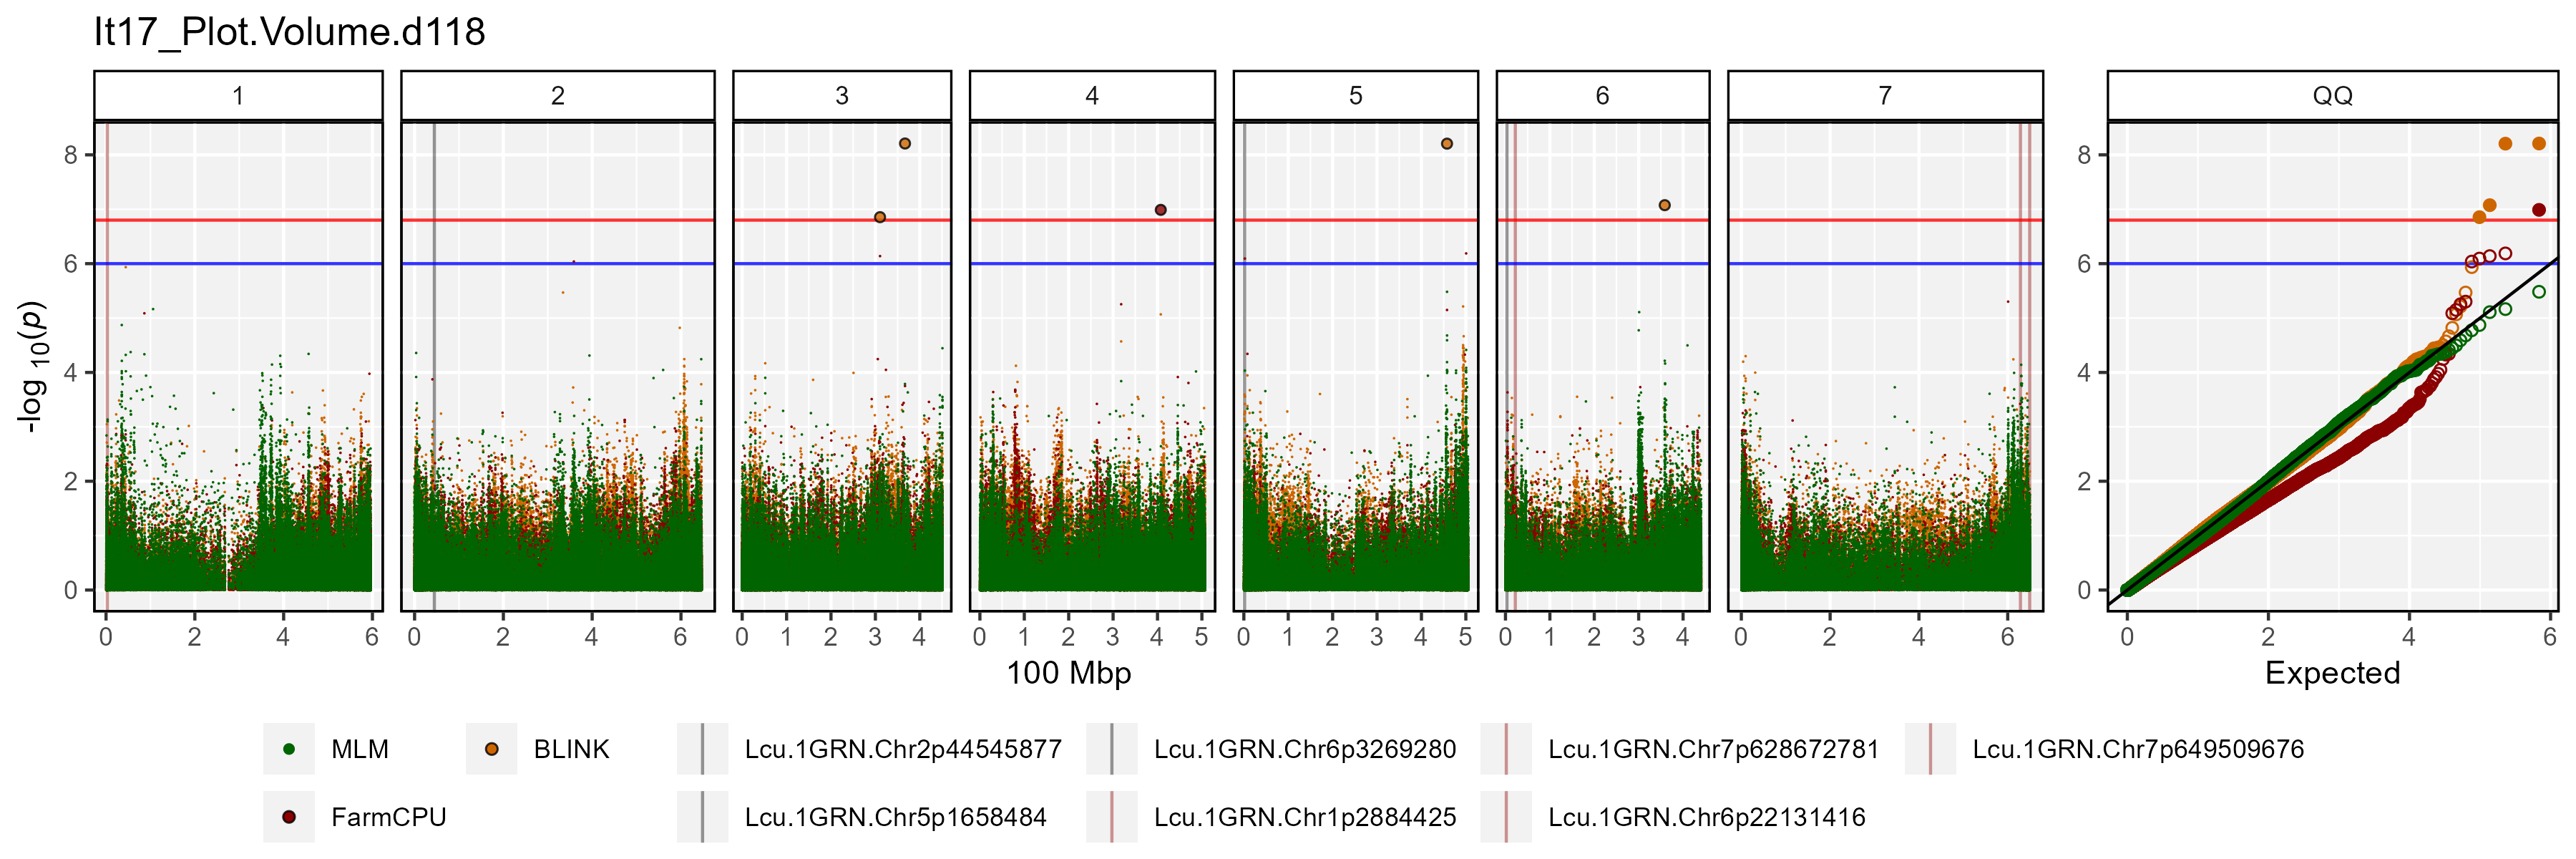 It17_Plot.Volume.d118
1 2 3 4 5 6 7 QQ
8 8
6 6
4 4
2 2
0 0
-log 10(p)
0 2 4 6 0 2 4 6 0 1 2 3 4 0 1 2 3 4 5 0 1 2 3 4 5 0 1 2 3 4 0 2 4 6 0 2 4 6
100 Mbp Expected
MLM BLINK Lcu.1GRN.Chr2p44545877 Lcu.1GRN.Chr6p3269280 Lcu.1GRN.Chr7p628672781 Lcu.1GRN.Chr7p649509676
FarmCPU Lcu.1GRN.Chr5p1658484 Lcu.1GRN.Chr1p2884425 Lcu.1GRN.Chr6p22131416